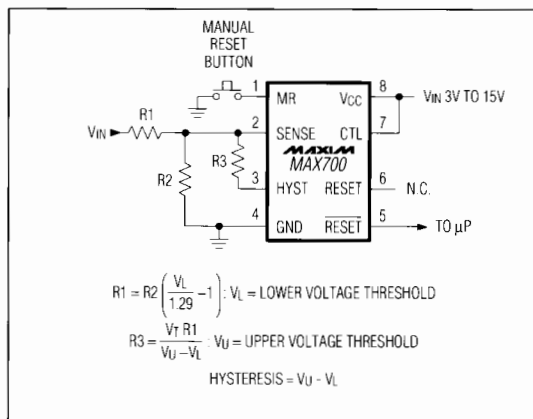 MANUAL
RESET
BUTTON
1 MR VCC 8 VIN 3V TO 15V
R1
VIN 2 SENSE CTL 7
MAXIM
MAX700
R3
R2
3 HYST RESET 6 N.C.
4 GND RESET 5 TO μP
R1 = R2 (VL/1.29 -1) : VL = LOWER VOLTAGE THRESHOLD
R3 = VT R1/VU - VL : VU = UPPER VOLTAGE THRESHOLD
HYSTERESIS = VU - VL